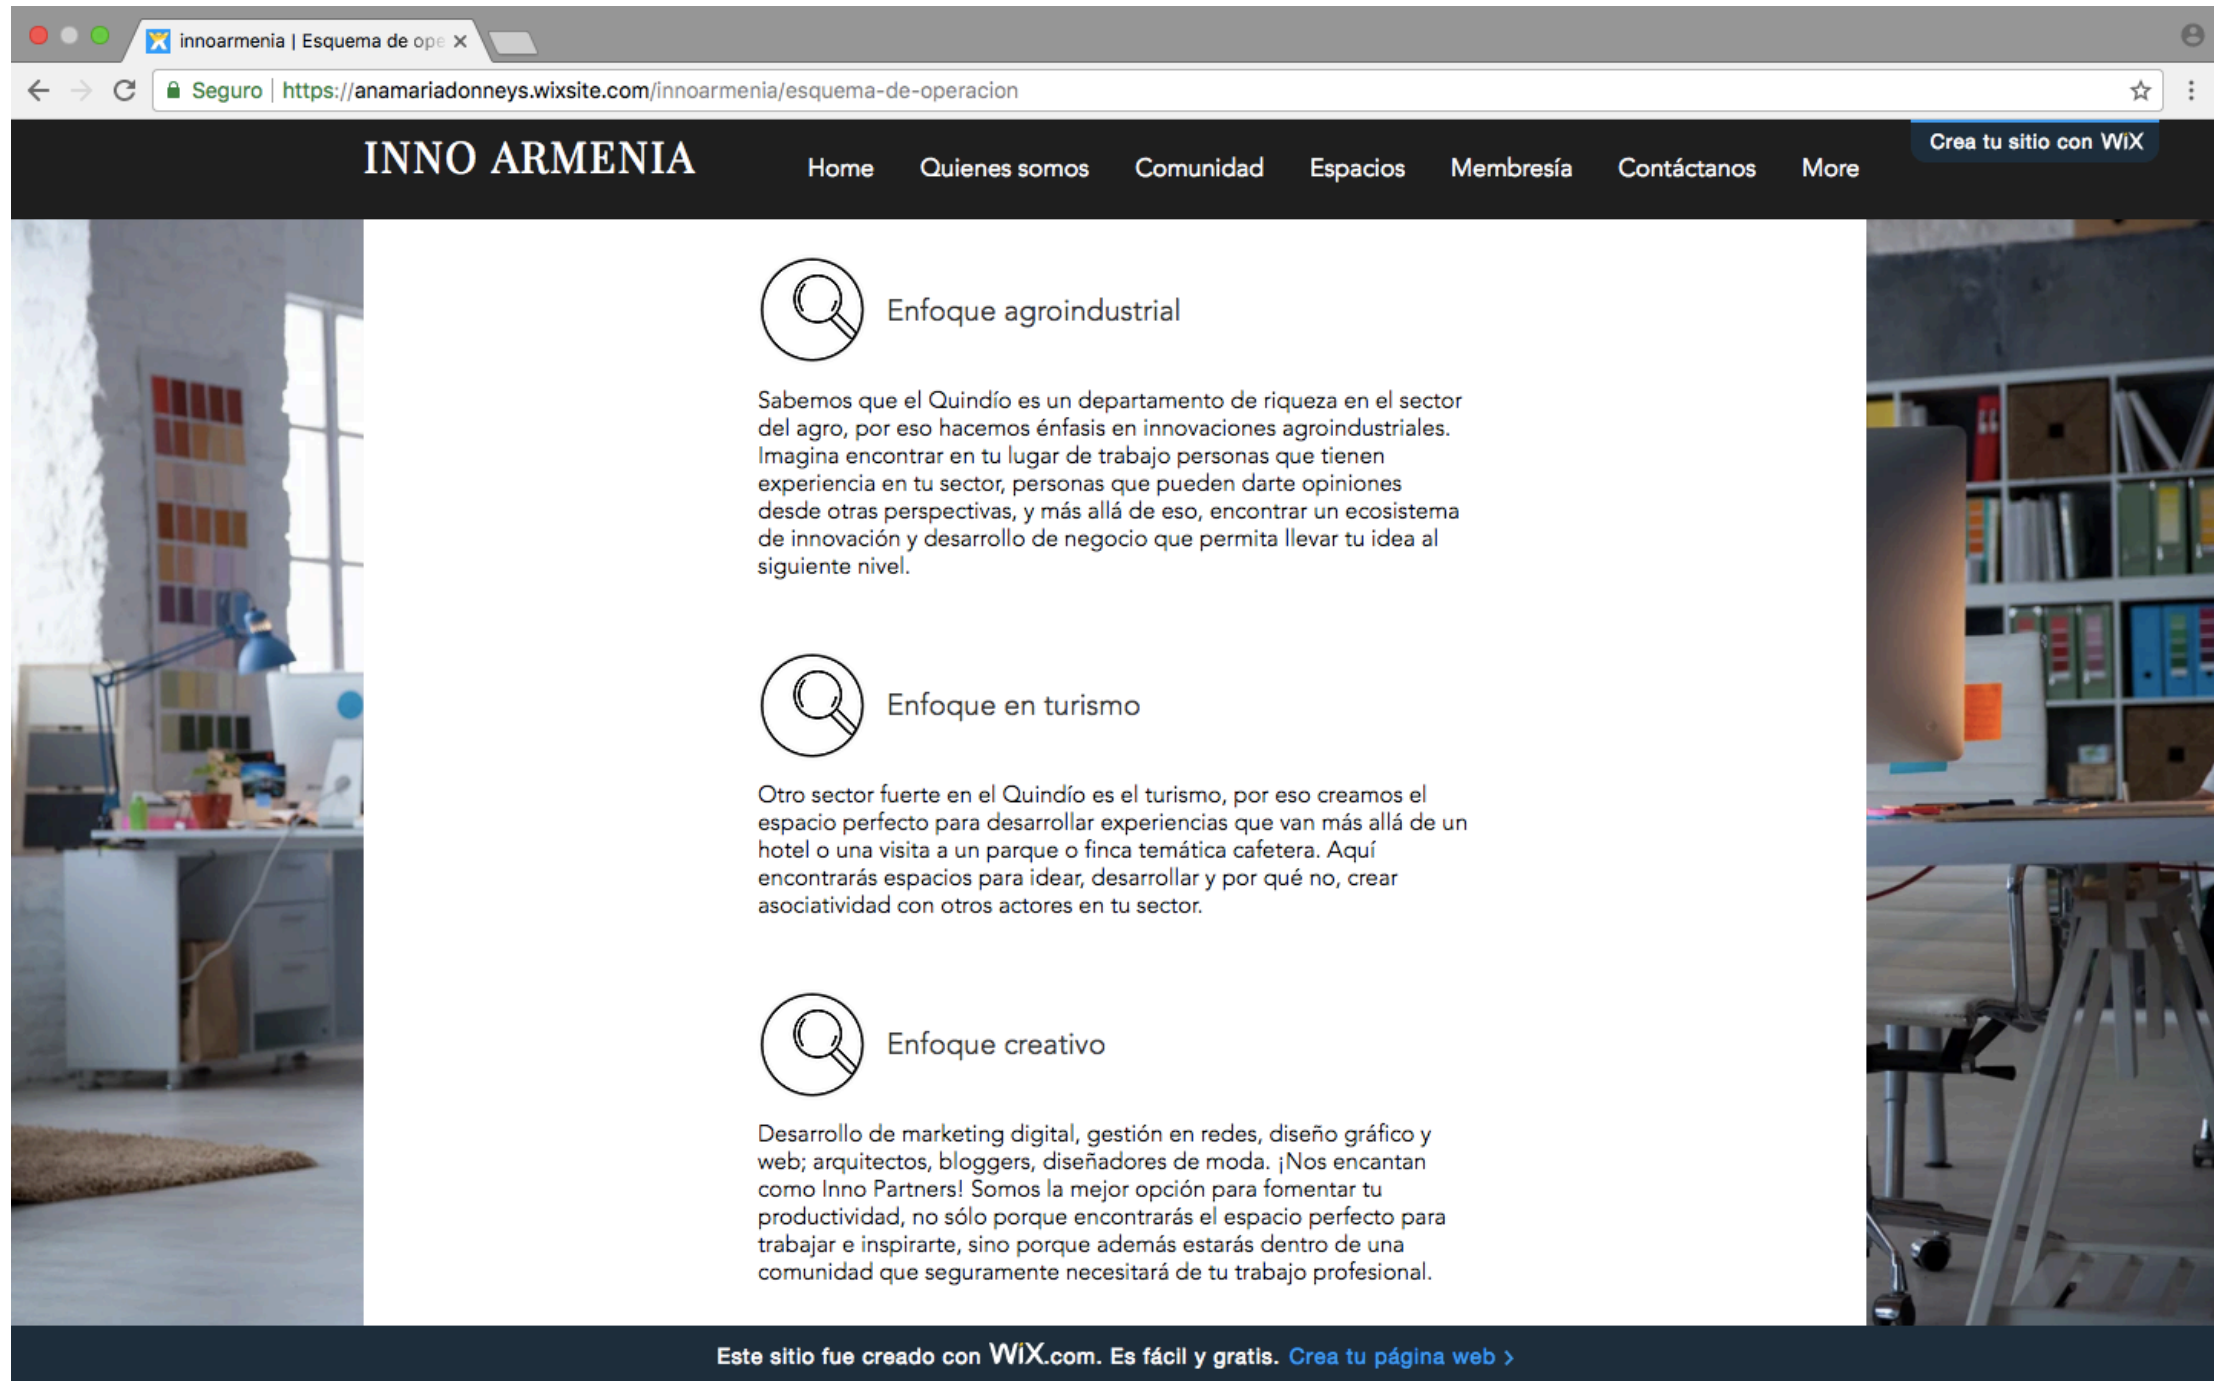 innoarmenia | Esquema de ope
Seguro | https://anamariadonneys.wixsite.com/innoarmenia/esquema-de-operacion
Crea tu sitio con WiX
INNO ARMENIA
Home Quienes somos Comunidad Espacios Membresía Contáctanos More
Enfoque agroindustrial
Sabemos que el Quindío es un departamento de riqueza en el sector
del agro, por eso hacemos énfasis en innovaciones agroindustriales.
Imagina encontrar en tu lugar de trabajo personas que tienen
experiencia en tu sector, personas que pueden darte opiniones
desde otras perspectivas, y más allá de eso, encontrar un ecosistema
de innovación y desarrollo de negocio que permita llevar tu idea al
siguiente nivel.
Enfoque en turismo
Otro sector fuerte en el Quindío es el turismo, por eso creamos el
espacio perfecto para desarrollar experiencias que van más allá de un
hotel o una visita a un parque o finca temática cafetera. Aquí
encontrarás espacios para idear, desarrollar y por qué no, crear
asociatividad con otros actores en tu sector.
Enfoque creativo
Desarrollo de marketing digital, gestión en redes, diseño gráfico y
web; arquitectos, bloggers, diseñadores de moda. ¡Nos encantan
como Inno Partners! Somos la mejor opción para fomentar tu
productividad, no sólo porque encontrarás el espacio perfecto para
trabajar e inspirarte, sino porque además estarás dentro de una
comunidad que seguramente necesitará de tu trabajo profesional.
Este sitio fue creado con WiX.com. Es fácil y gratis. Crea tu página web >